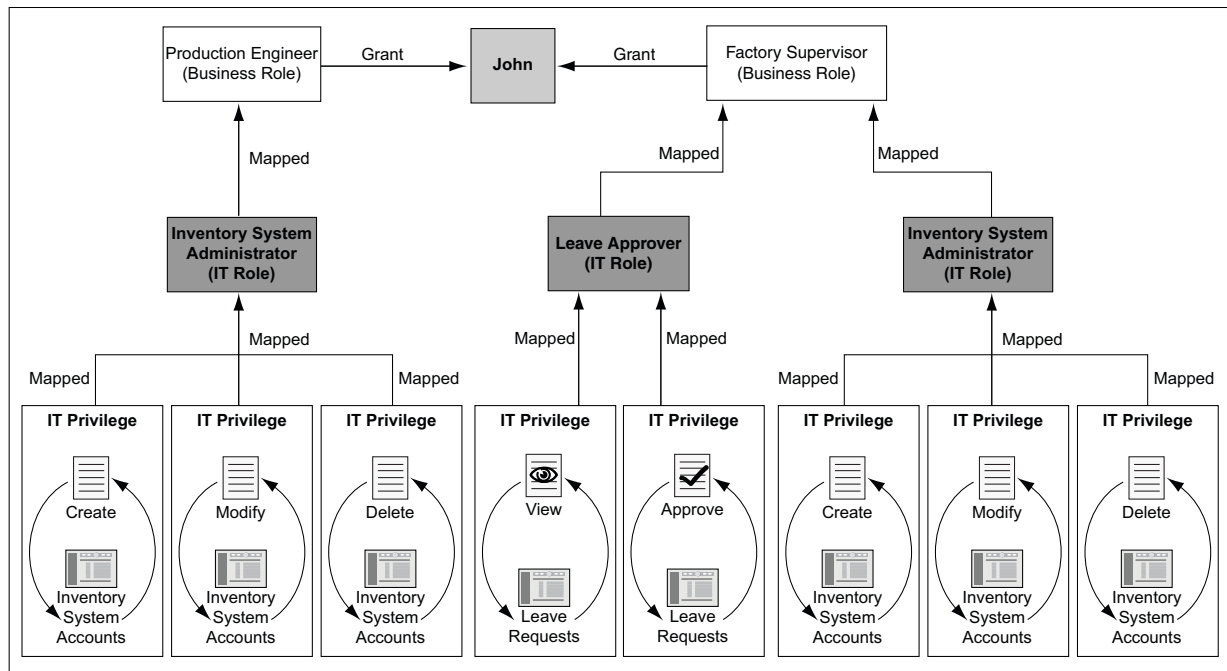 Production Engineer
(Business Role)
Grant
John
Grant
Factory Supervisor
(Business Role)
Mapped
Mapped
Mapped
Inventory System
Administrator
(IT Role)
Leave Approver
(IT Role)
Inventory System
Administrator
(IT Role)
Mapped
Mapped
Mapped
Mapped
Mapped
Mapped
Mapped
Mapped
Mapped
Mapped
IT Privilege
Create
Inventory
System
Accounts
IT Privilege
Modify
Inventory
System
Accounts
IT Privilege
Delete
Inventory
System
Accounts
IT Privilege
View
Leave
Requests
IT Privilege
Approve
Leave
Requests
IT Privilege
Create
Inventory
System
Accounts
IT Privilege
Modify
Inventory
System
Accounts
IT Privilege
Delete
Inventory
System
Accounts